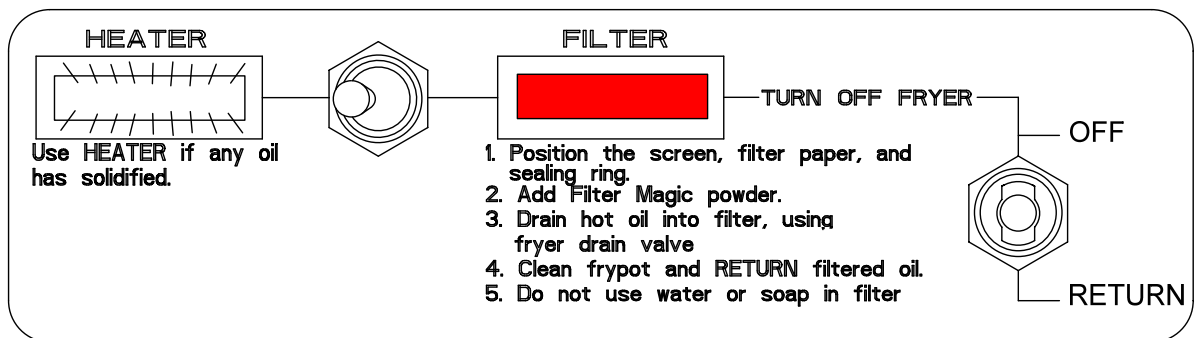 HEATER
Use HEATER if any oil
has solidified.
FILTER
1. Position the screen, filter paper, and
sealing ring.
2. Add Filter Magic powder.
3. Drain hot oil into filter, using
fryer drain valve
4. Clean frypot and RETURN filtered oil.
5. Do not use water or soap in filter
TURN OFF FRYER
OFF
RETURN